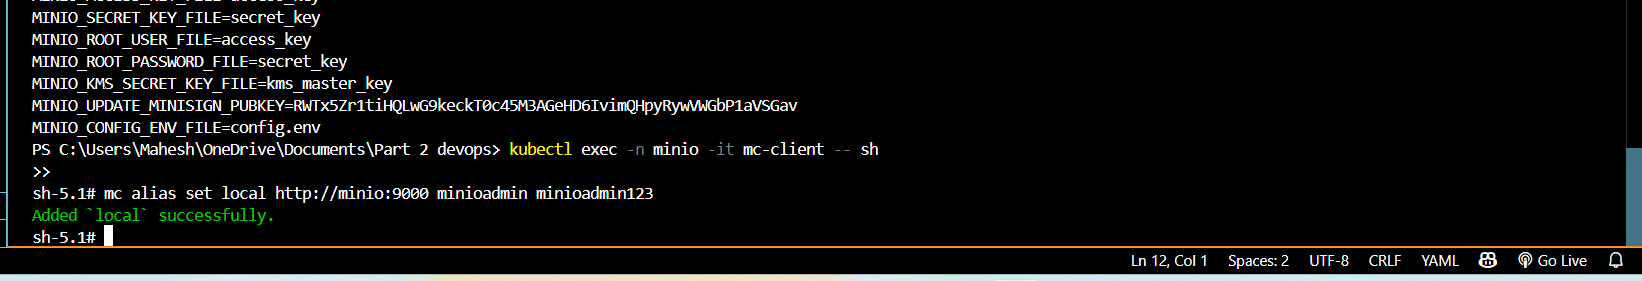 MINIO_SECRET_KEY_FILE=secret_key
MINIO_ROOT_USER_FILE=access_key
MINIO_ROOT_PASSWORD_FILE=secret_key
MINIO_KMS_SECRET_KEY_FILE=kms_master_key
MINIO_UPDATE_MINISIGN_PUBKEY=RWTx5Zr1tiHQLwG9keckT0c45M3AGeHD6IvimQHpyRywVWGbP1aVSGav
MINIO_CONFIG_ENV_FILE=config.env
PS C:\Users\Mahesh\OneDrive\Documents\Part 2 devops> kubectl exec -n minio -it mc-client -- sh
>>
sh-5.1# mc alias set local http://minio:9000 minioadmin minioadmin123
Added `local` successfully.
sh-5.1#
Ln 12, Col 1 Spaces: 2 UTF-8 CRLF YAML Go Live